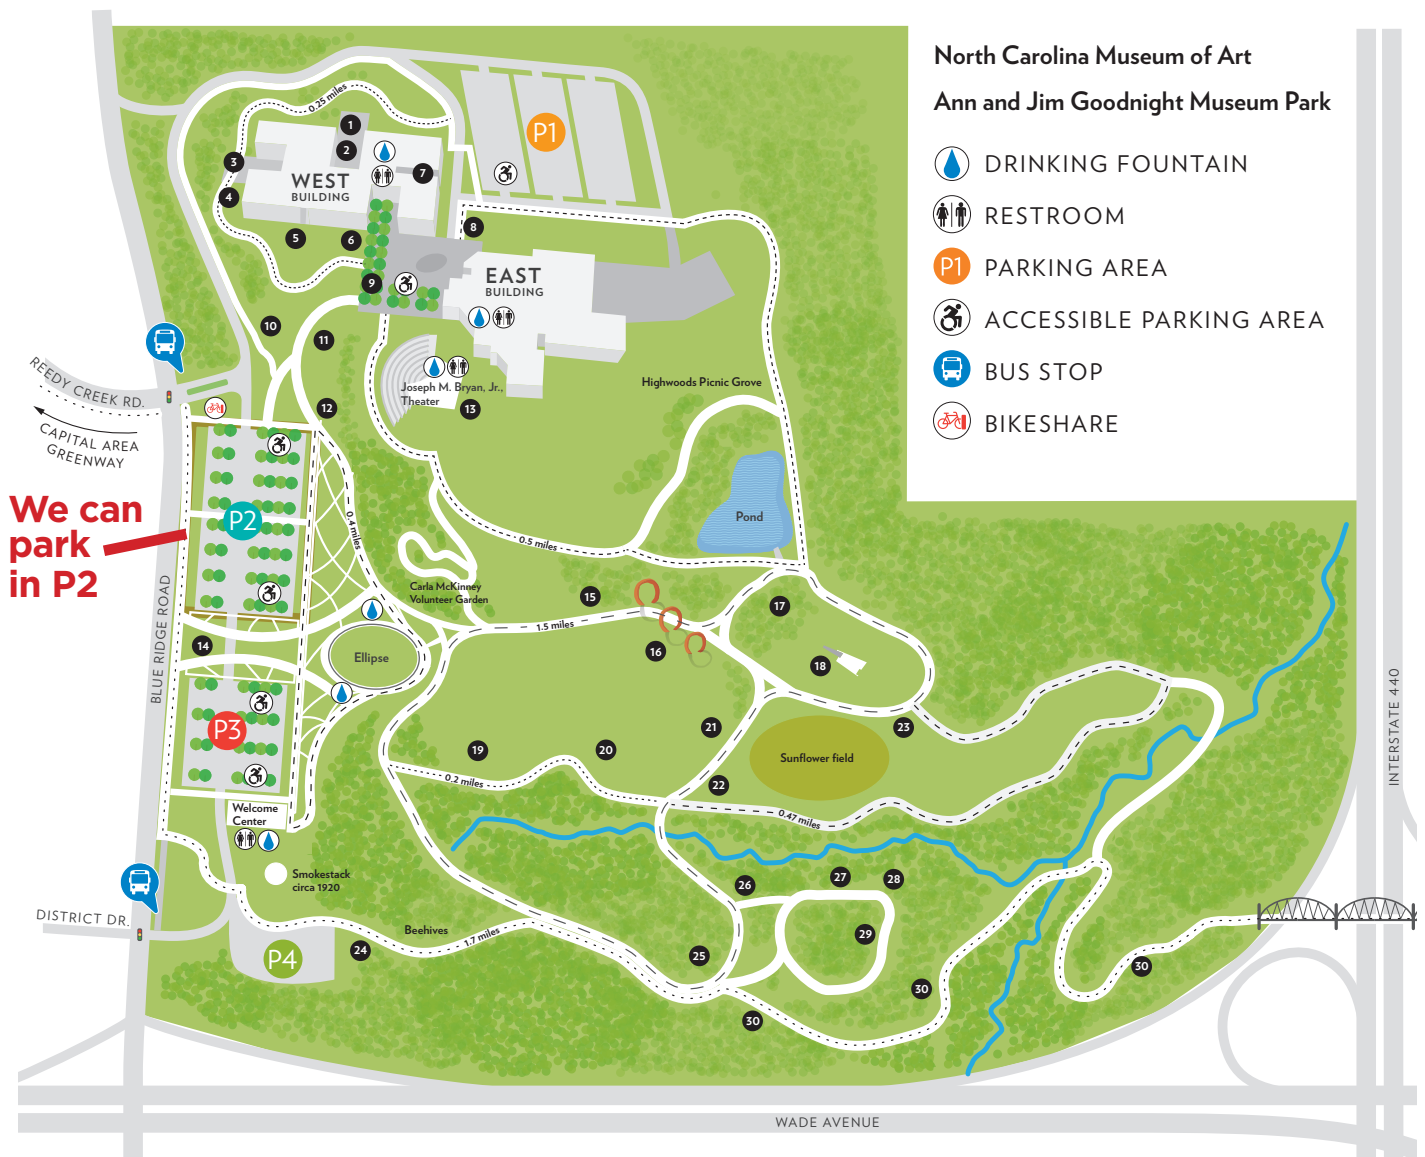 North Carolina Museum of Art
Ann and Jim Goodnight Museum Park
DRINKING FOUNTAIN
RESTROOM
P1 PARKING AREA
ACCESSIBLE PARKING AREA
BUS STOP
BIKESHARE
0.25 miles
P1
1
2
3
WEST
BUILDING
7
4
5
6
8
EAST
BUILDING
9
10
11
REEDY CREEK RD.
CAPITAL AREA
GREENWAY
12
Joseph M. Bryan, Jr.,
Theater
13
Highwoods Picnic Grove
We can
park
in P2
P2
0.4 miles
Pond
0.5 miles
Carla McKinney
Volunteer Garden
15
1.5 miles
16
17
18
BLUE RIDGE ROAD
14
Ellipse
P3
19
20
21
22
23
Sunflower field
0.2 miles
0.47 miles
INTERSTATE 440
Welcome
Center
Smokestack
circa 1920
26
27
28
29
DISTRICT DR.
Beehives
1.7 miles
24
25
P4
30
30
30
WADE AVENUE